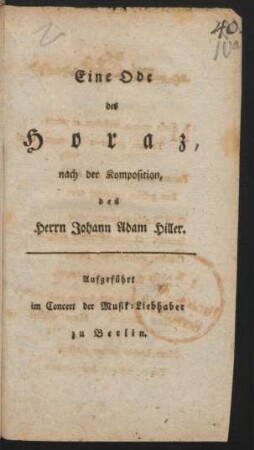 40.
Eine Ode
des
Horaz,
nach der Komposition,
des
Herrn Johann Adam Hiller.
Aufgeführt
im Concert der Musik-Liebhaber
zu Berlin.